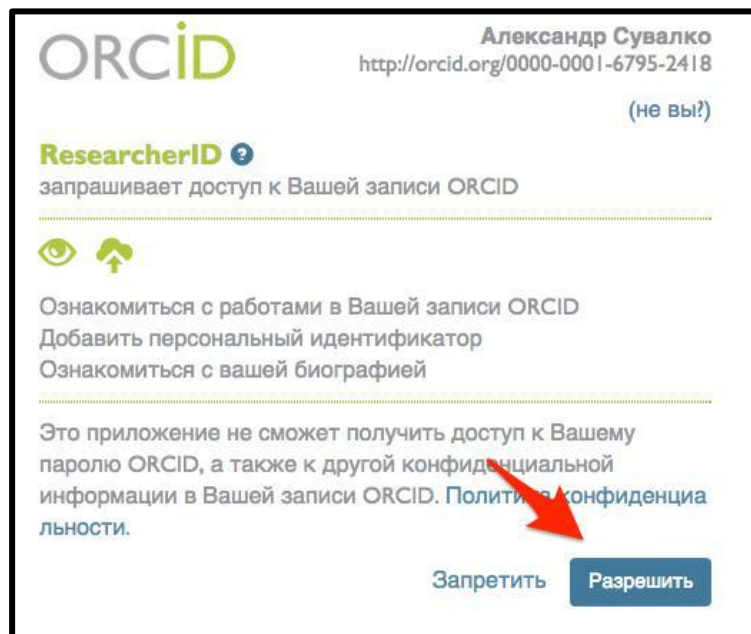 ORCiD
Александр Сувалко
http://orcid.org/0000-0001-6795-2418
(не вы?)
ResearcherID ?
запрашивает доступ к Вашей записи ORCID
Ознакомиться с работами в Вашей записи ORCID
Добавить персональный идентификатор
Ознакомиться с вашей биографией
Это приложение не сможет получить доступ к Вашему
паролю ORCID, а также к другой конфиденциальной
информации в Вашей записи ORCID. Политика конфиденциа
льности.
Запретить Разрешить